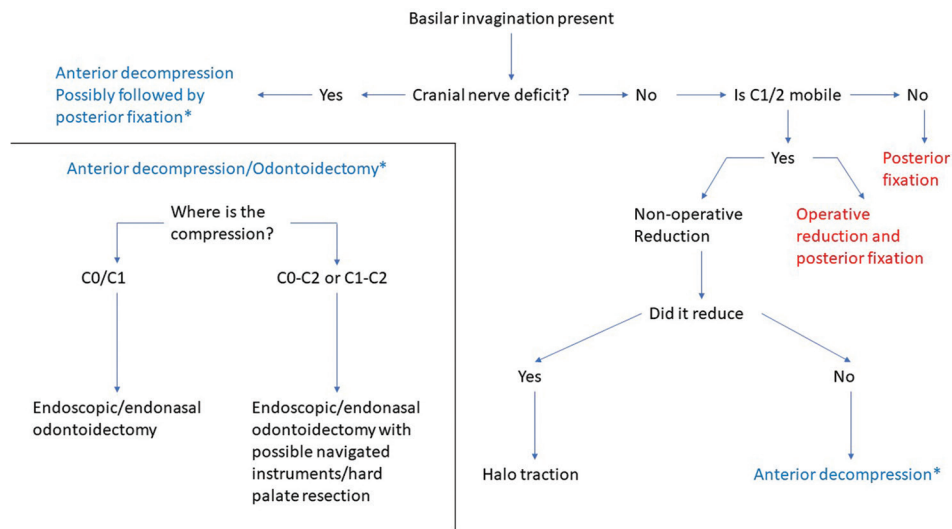 Basilar invagination present
Anterior decompression
Possibly followed by
posterior fixation*
Yes
Cranial nerve deficit?
No
Is C1/2 mobile
No
Yes
Posterior
fixation
Non-operative
Reduction
Operative
reduction and
posterior fixation
Did it reduce
Yes
No
Halo traction
Anterior decompression*
Anterior decompression/Odontoidectomy*
Where is the
compression?
C0/C1
C0-C2 or C1-C2
Endoscopic/endonasal
odontoidectomy
Endoscopic/endonasal
odontoidectomy with
possible navigated
instruments/hard
palate resection